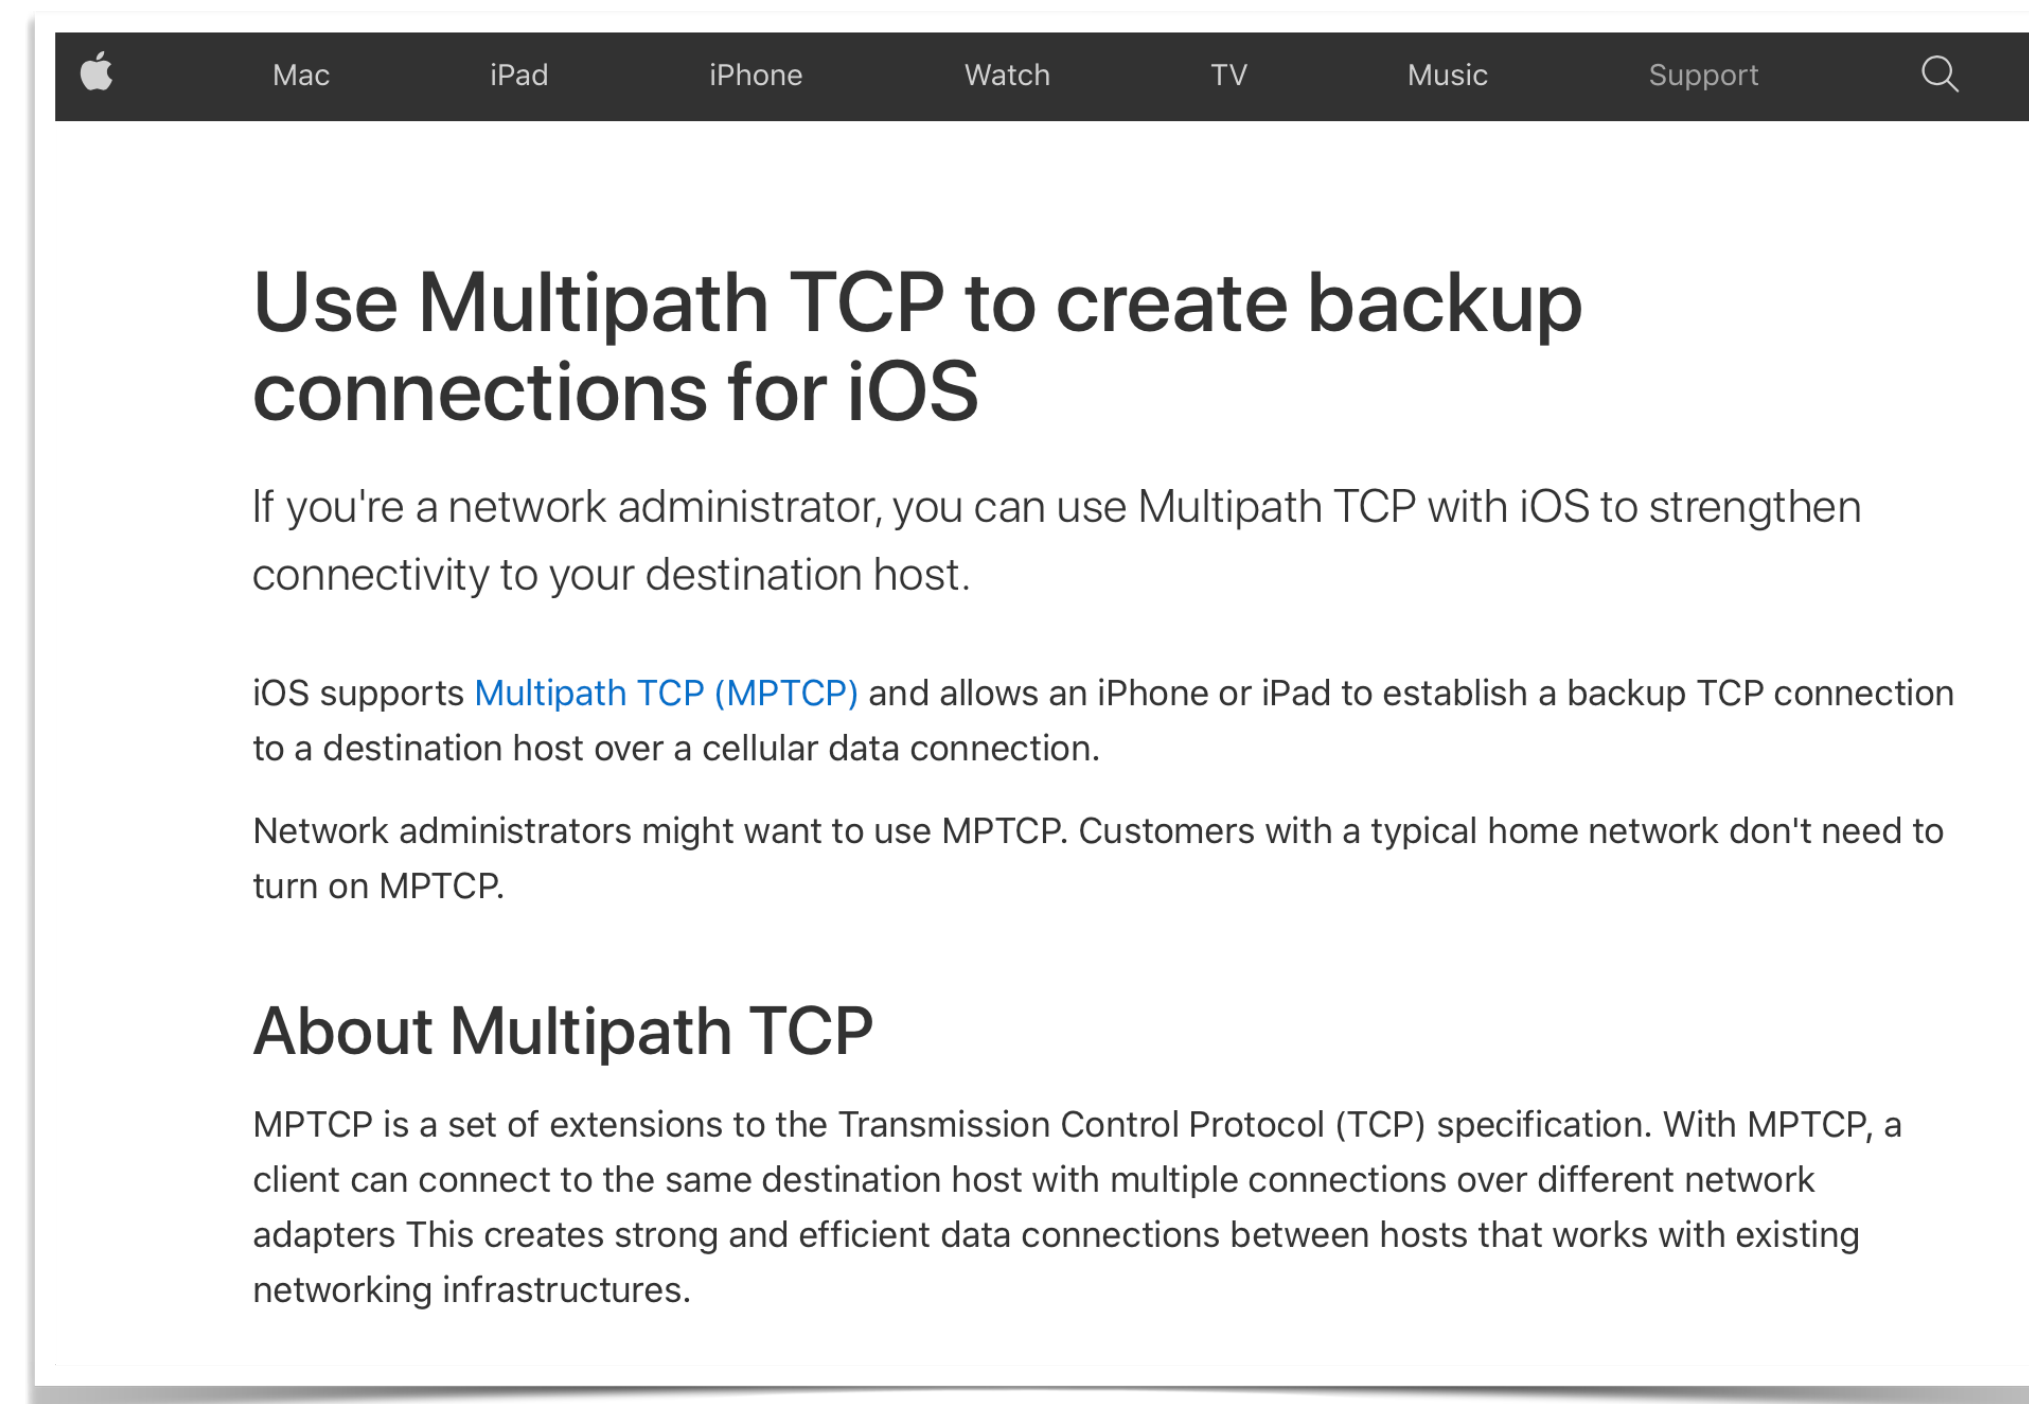 Mac iPad iPhone Watch TV Music Support
Use Multipath TCP to create backup
connections for iOS
If you're a network administrator, you can use Multipath TCP with iOS to strengthen
connectivity to your destination host.
iOS supports Multipath TCP (MPTCP) and allows an iPhone or iPad to establish a backup TCP connection
to a destination host over a cellular data connection.
Network administrators might want to use MPTCP. Customers with a typical home network don't need to
turn on MPTCP.
About Multipath TCP
MPTCP is a set of extensions to the Transmission Control Protocol (TCP) specification. With MPTCP, a
client can connect to the same destination host with multiple connections over different network
adapters This creates strong and efficient data connections between hosts that works with existing
networking infrastructures.